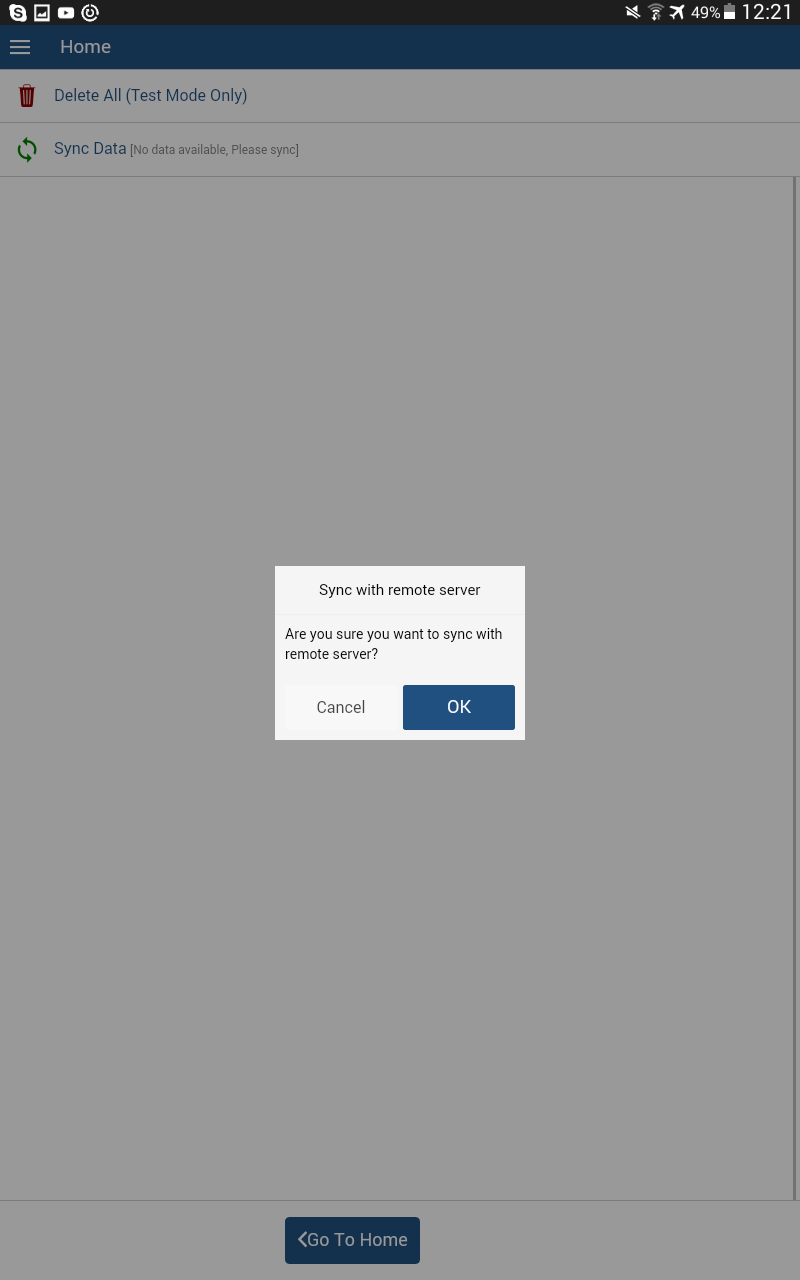 49% 12:21
Home
Delete All (Test Mode Only)
Sync Data [No data available, Please sync]
Sync with remote server
Are you sure you want to sync with
remote server?
Cancel OK
Go To Home